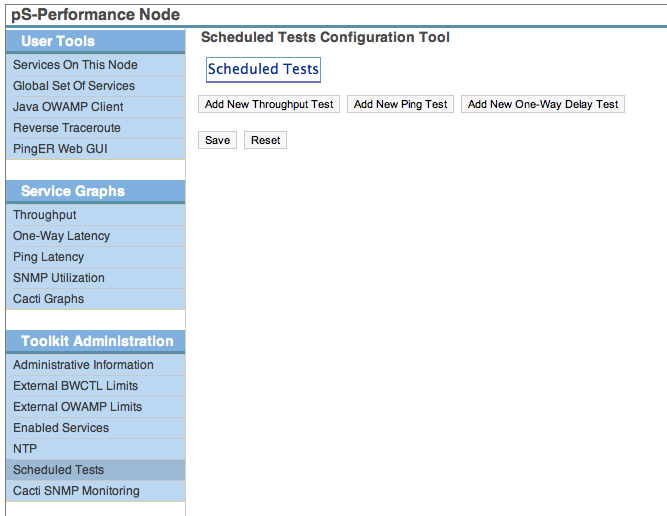 pS-Performance Node
User Tools
Services On This Node
Global Set Of Services
Java OWAMP Client
Reverse Traceroute
PingER Web GUI
Service Graphs
Throughput
One-Way Latency
Ping Latency
SNMP Utilization
Cacti Graphs
Toolkit Administration
Administrative Information
External BWCTL Limits
External OWAMP Limits
Enabled Services
NTP
Scheduled Tests
Cacti SNMP Monitoring
Scheduled Tests Configuration Tool
Scheduled Tests
Add New Throughput Test Add New Ping Test Add New One-Way Delay Test
Save Reset